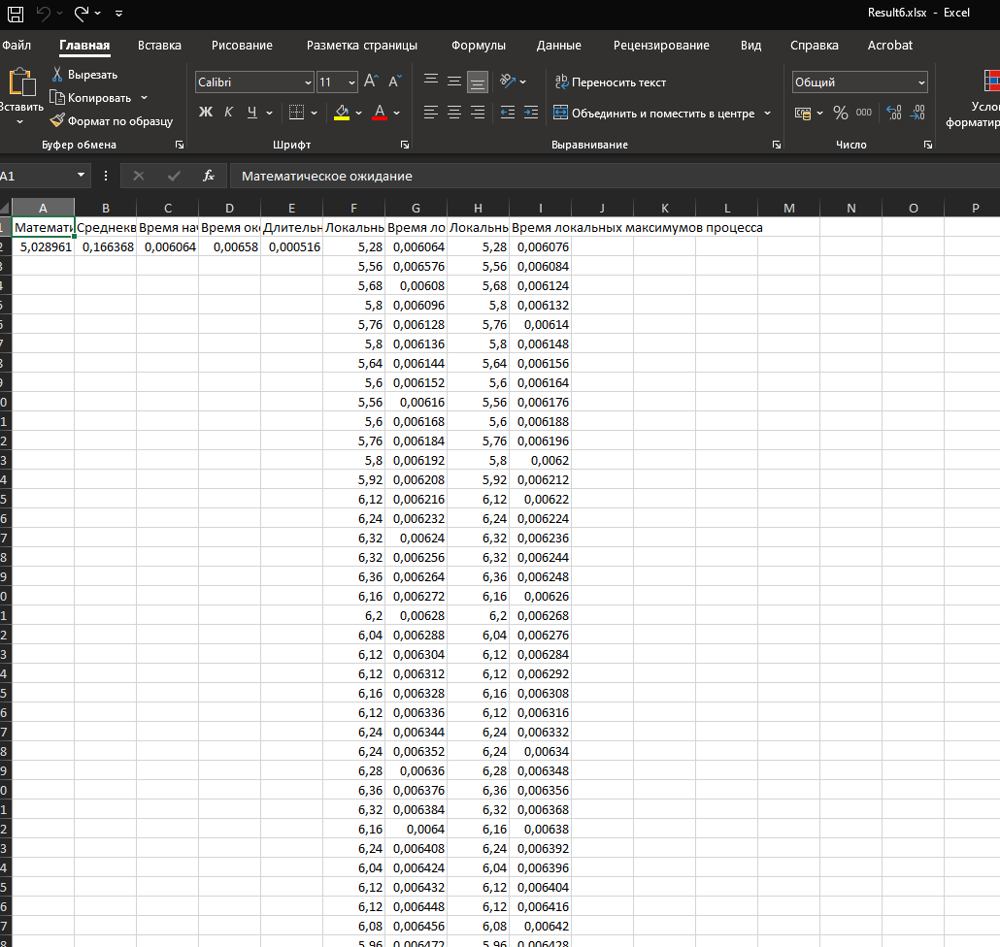 Result6.xlsx - Excel
Файл Главная Вставка Рисование Разметка страницы Формулы Данные Рецензирование Вид Справка Acrobat
Вставить
Вырезать
Копировать
Формат по образцу
Буфер обмена
Calibri 11
Ж К Ч
Шрифт
Переносить текст
Объединить и поместить в центре
Выравнивание
Общий
% 000
Число
Усло
форматир
A1 fx Математическое ожидание
A B C D E F G H I J K L M N O P
1 Математи Среднекв Время нач Время око Длительн Локальнь Время ло Локальнь Время локальных максимумов процесса
2 5,028961 0,166368 0,006064 0,00658 0,000516 5,28 0,006064 5,28 0,006076
3 5,56 0,006576 5,56 0,006084
4 5,68 0,00608 5,68 0,006124
5 5,8 0,006096 5,8 0,006132
6 5,76 0,006128 5,76 0,00614
7 5,8 0,006136 5,8 0,006148
8 5,64 0,006144 5,64 0,006156
9 5,6 0,006152 5,6 0,006164
0 5,56 0,00616 5,56 0,006176
1 5,6 0,006168 5,6 0,006188
2 5,76 0,006184 5,76 0,006196
3 5,8 0,006192 5,8 0,0062
4 5,92 0,006208 5,92 0,006212
5 6,12 0,006216 6,12 0,00622
6 6,24 0,006232 6,24 0,006224
7 6,32 0,00624 6,32 0,006236
8 6,32 0,006256 6,32 0,006244
9 6,36 0,006264 6,36 0,006248
0 6,16 0,006272 6,16 0,00626
1 6,2 0,00628 6,2 0,006268
2 6,04 0,006288 6,04 0,006276
3 6,12 0,006304 6,12 0,006284
4 6,12 0,006312 6,12 0,006292
5 6,16 0,006328 6,16 0,006308
6 6,12 0,006336 6,12 0,006316
7 6,24 0,006344 6,24 0,006332
8 6,24 0,006352 6,24 0,00634
9 6,28 0,00636 6,28 0,006348
0 6,36 0,006376 6,36 0,006356
1 6,32 0,006384 6,32 0,006368
2 6,16 0,0064 6,16 0,00638
3 6,24 0,006408 6,24 0,006392
4 6,04 0,006424 6,04 0,006396
5 6,12 0,006432 6,12 0,006404
6 6,12 0,006448 6,12 0,006416
7 6,08 0,006456 6,08 0,00642
8 5,96 0,006472 5,96 0,006428